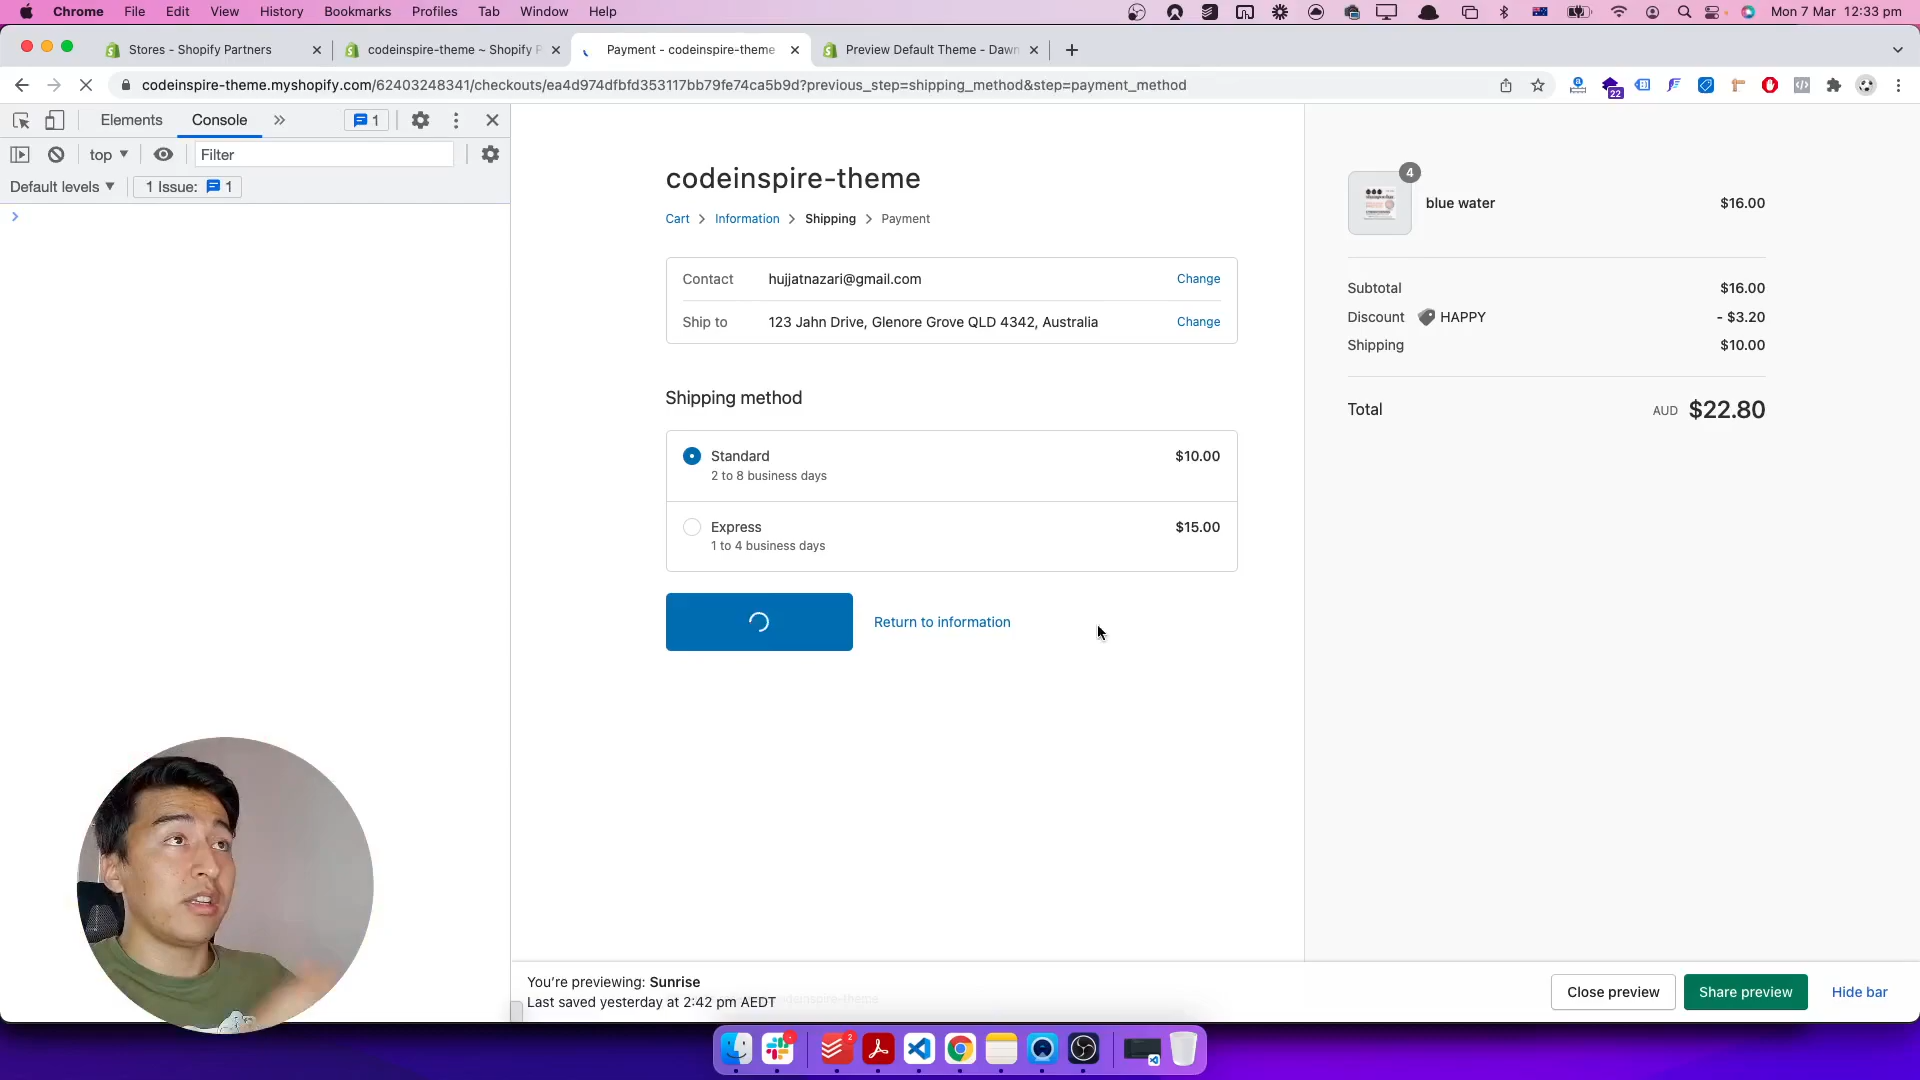 Chrome File Edit View History Bookmarks Profiles Tab Window Help
Mon 7 Mar 12:33 pm
Stores - Shopify Partners
codeinspire-theme ~ Shopify P
Payment - codeinspire-theme
Preview Default Theme - Dawn
codeinspire-theme.myshopify.com/62403248341/checkouts/ea4d974dfbfd353117bb79fe74ca5b9d?previous_step=shipping_method&step=payment_method
22
Elements Console 1
top Filter
Default levels 1 Issue: 1
codeinspire-theme
Cart Information Shipping Payment
Contact hujjatnazari@gmail.com Change
Ship to 123 Jahn Drive, Glenore Grove QLD 4342, Australia Change
Shipping method
Standard $10.00
2 to 8 business days
Express $15.00
1 to 4 business days
Return to information
4
blue water $16.00
Subtotal $16.00
Discount HAPPY - $3.20
Shipping $10.00
Total AUD $22.80
You're previewing: Sunrise
Last saved yesterday at 2:42 pm AEDT
Close preview Share preview Hide bar
2